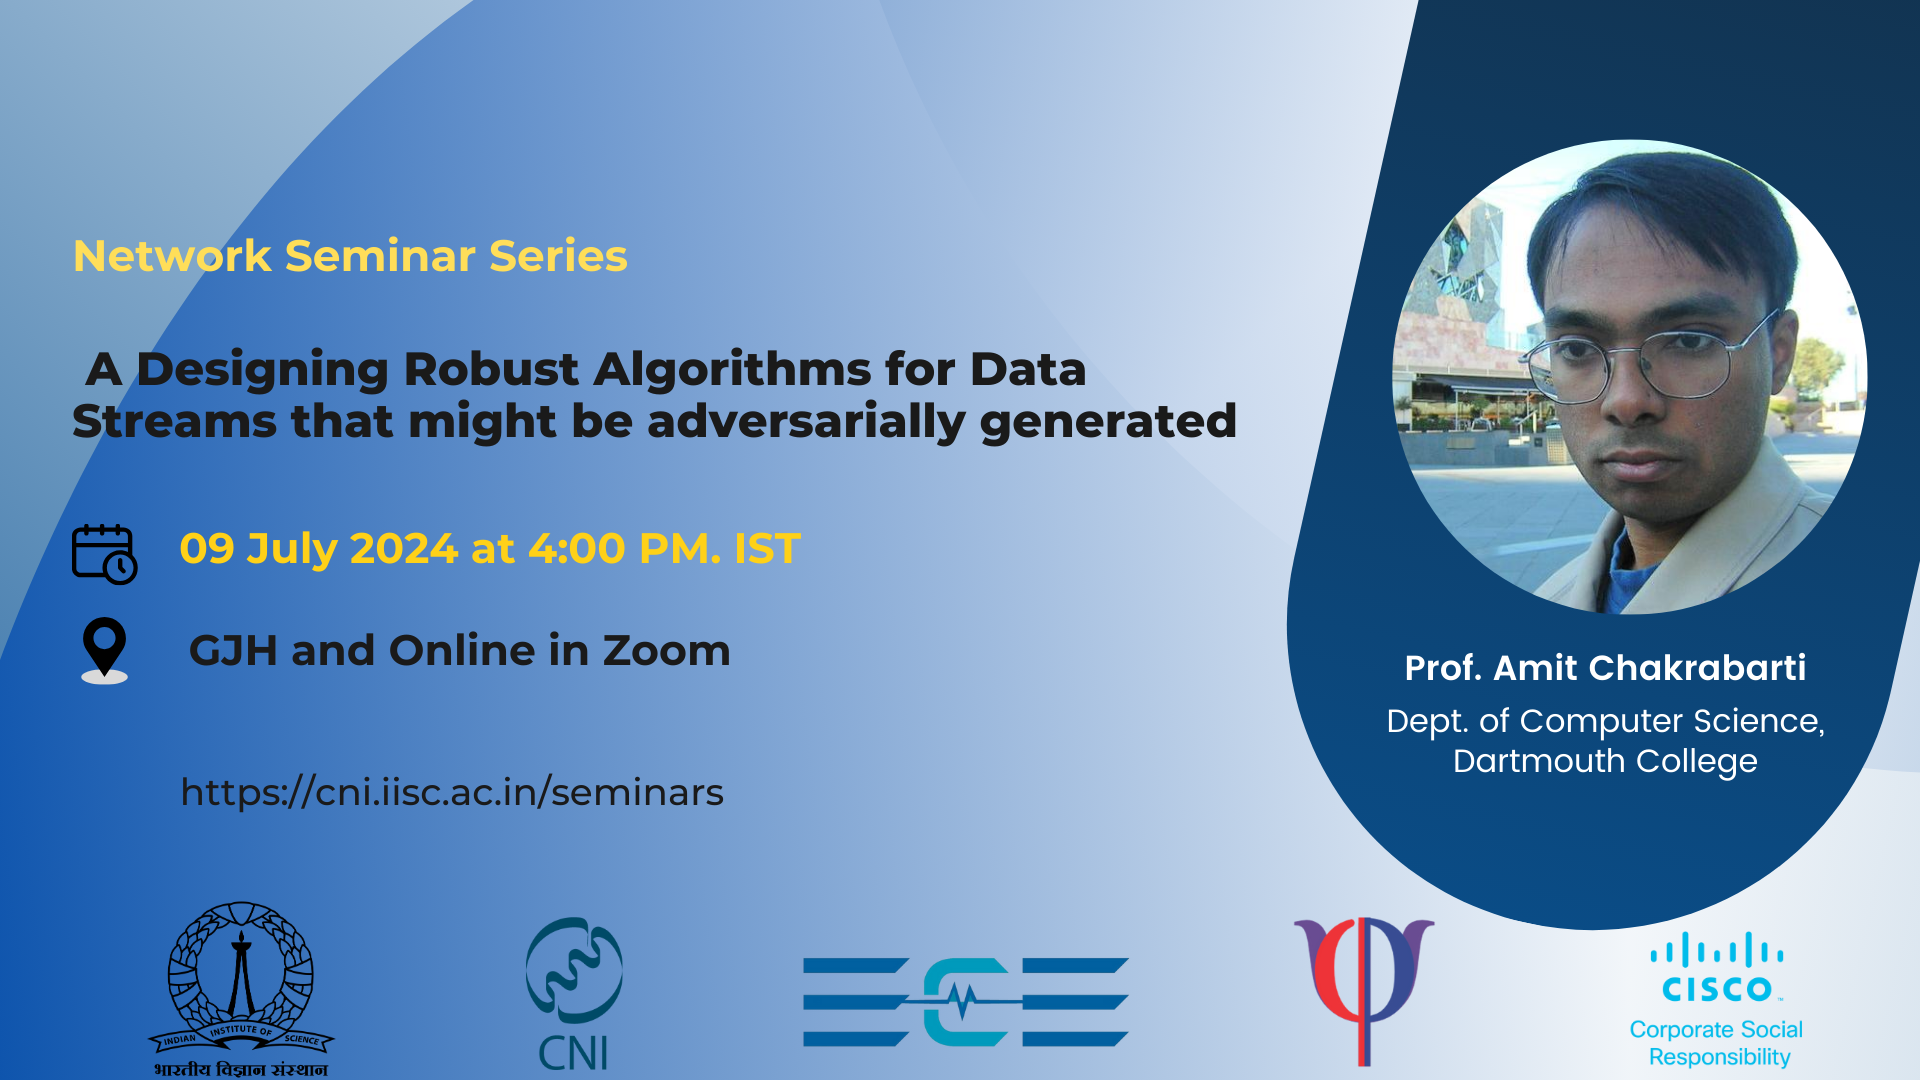 Network Seminar Series
A Designing Robust Algorithms for Data
Streams that might be adversarially generated
09 July 2024 at 4:00 PM. IST
GJH and Online in Zoom
https://cni.iisc.ac.in/seminars
Prof. Amit Chakrabarti
Dept. of Computer Science,
Dartmouth College
INDIAN INSTITUTE OF SCIENCE
भारतीय विज्ञान संस्थान
CNI
ECE
CISCO
Corporate Social
Responsibility